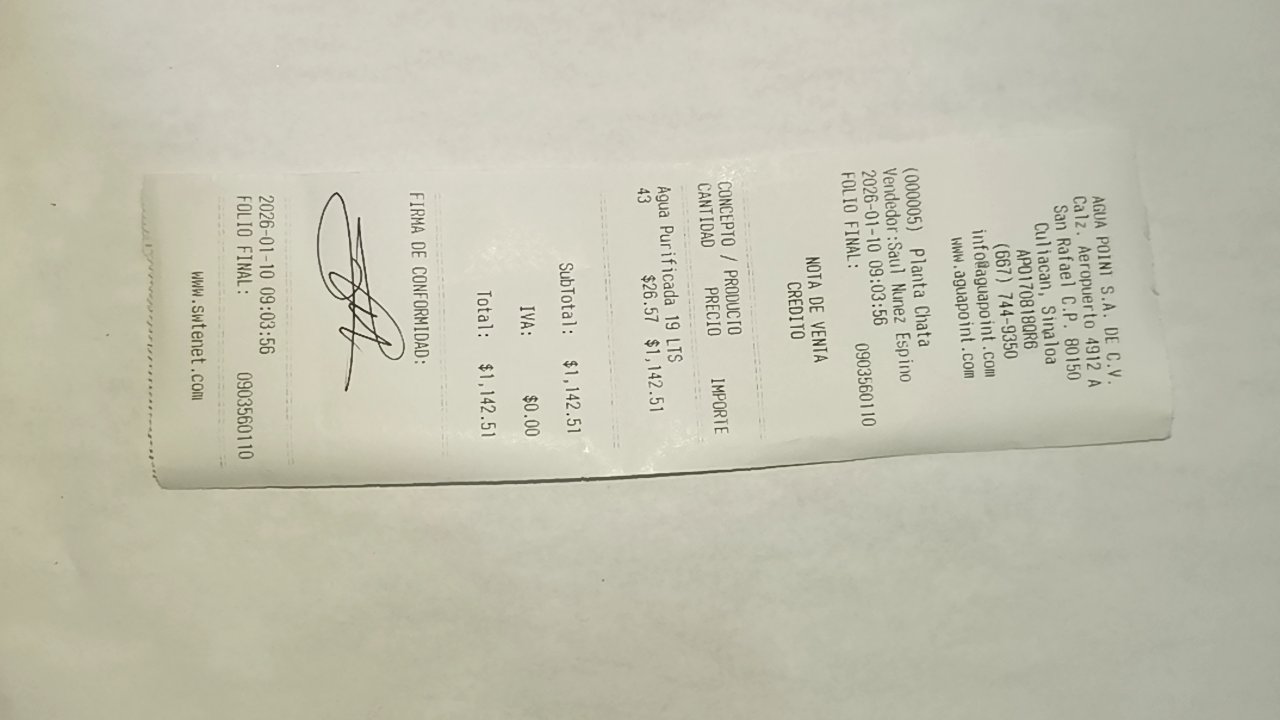 AGUA POINT S.A. DE C.V.
Calz. Aeropuerto 4912 A
San Rafael C.P. 80150
Culiacan, Sinaloa
APO170818QR6
(667) 744-9350
info@aguapoint.com
www.aguapoint.com
(000005) Planta Chata
Vendedor:Saul Nunez Espino
2026-01-10 09:03:56
FOLIO FINAL: 0903560110
NOTA DE VENTA
CREDITO
CONCEPTO / PRODUCTO
CANTIDAD PRECIO IMPORTE
Agua Purificada 19 LTS
43 $26.57 $1,142.51
SubTotal: $1,142.51
IVA: $0.00
Total: $1,142.51
FIRMA DE CONFORMIDAD:
2026-01-10 09:03:56
FOLIO FINAL: 0903560110
www.swtenet.com